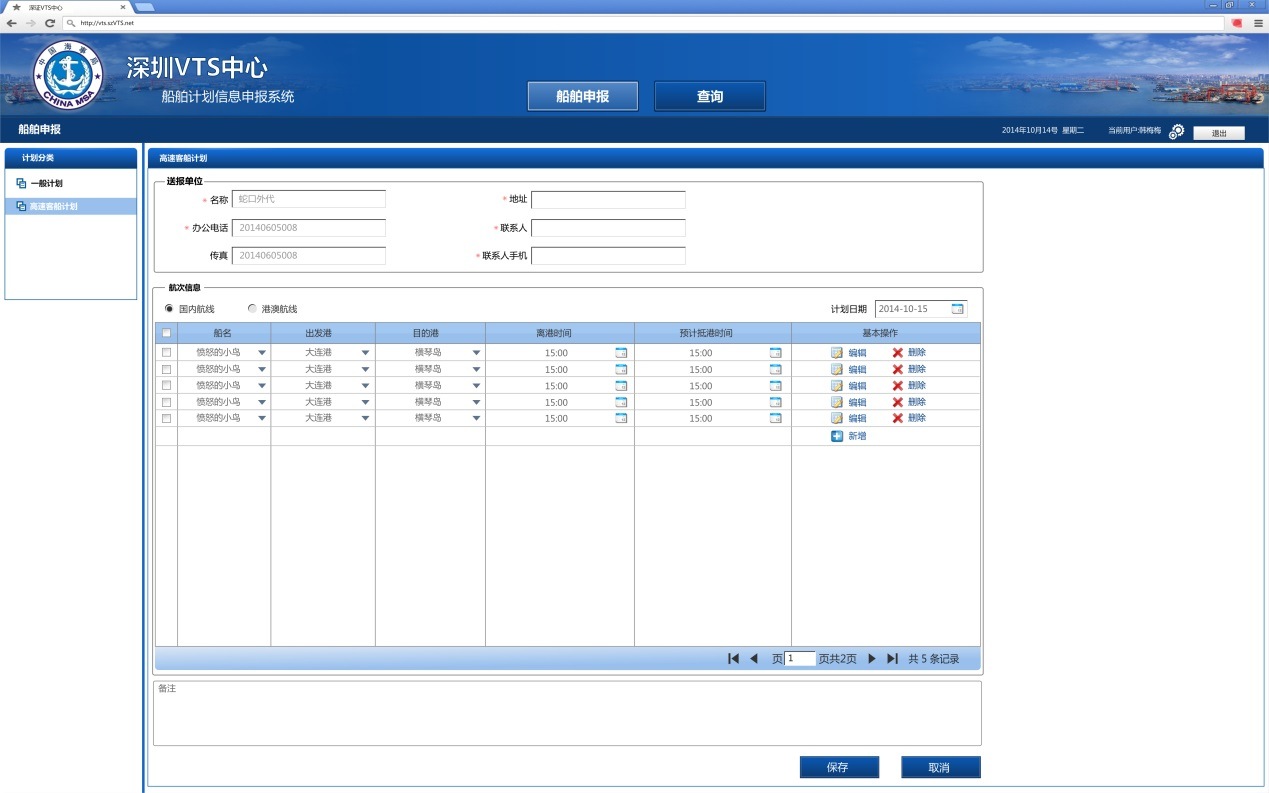 深证VTS中心
http://vts.szVTS.net
中国海事局
CHINA MSA
深圳VTS中心
船舶计划信息申报系统
船舶申报 查询
船舶申报
2014年10月14号 星期二 当前用户:韩梅梅 退出
计划分类
一般计划
高速客船计划
高速客船计划
送报单位
* 名称 蛇口外代 * 地址
* 办公电话 20140605008 * 联系人
传真 20140605008 * 联系人手机
航次信息
国内航线 港澳航线 计划日期 2014-10-15
船名 出发港 目的港 离港时间 预计抵港时间 基本操作
愤怒的小鸟 大连港 横琴岛 15:00 15:00 编辑 删除
愤怒的小鸟 大连港 横琴岛 15:00 15:00 编辑 删除
愤怒的小鸟 大连港 横琴岛 15:00 15:00 编辑 删除
愤怒的小鸟 大连港 横琴岛 15:00 15:00 编辑 删除
愤怒的小鸟 大连港 横琴岛 15:00 15:00 编辑 删除
新增
页 1 页共2页 共 5 条记录
备注
保存 取消